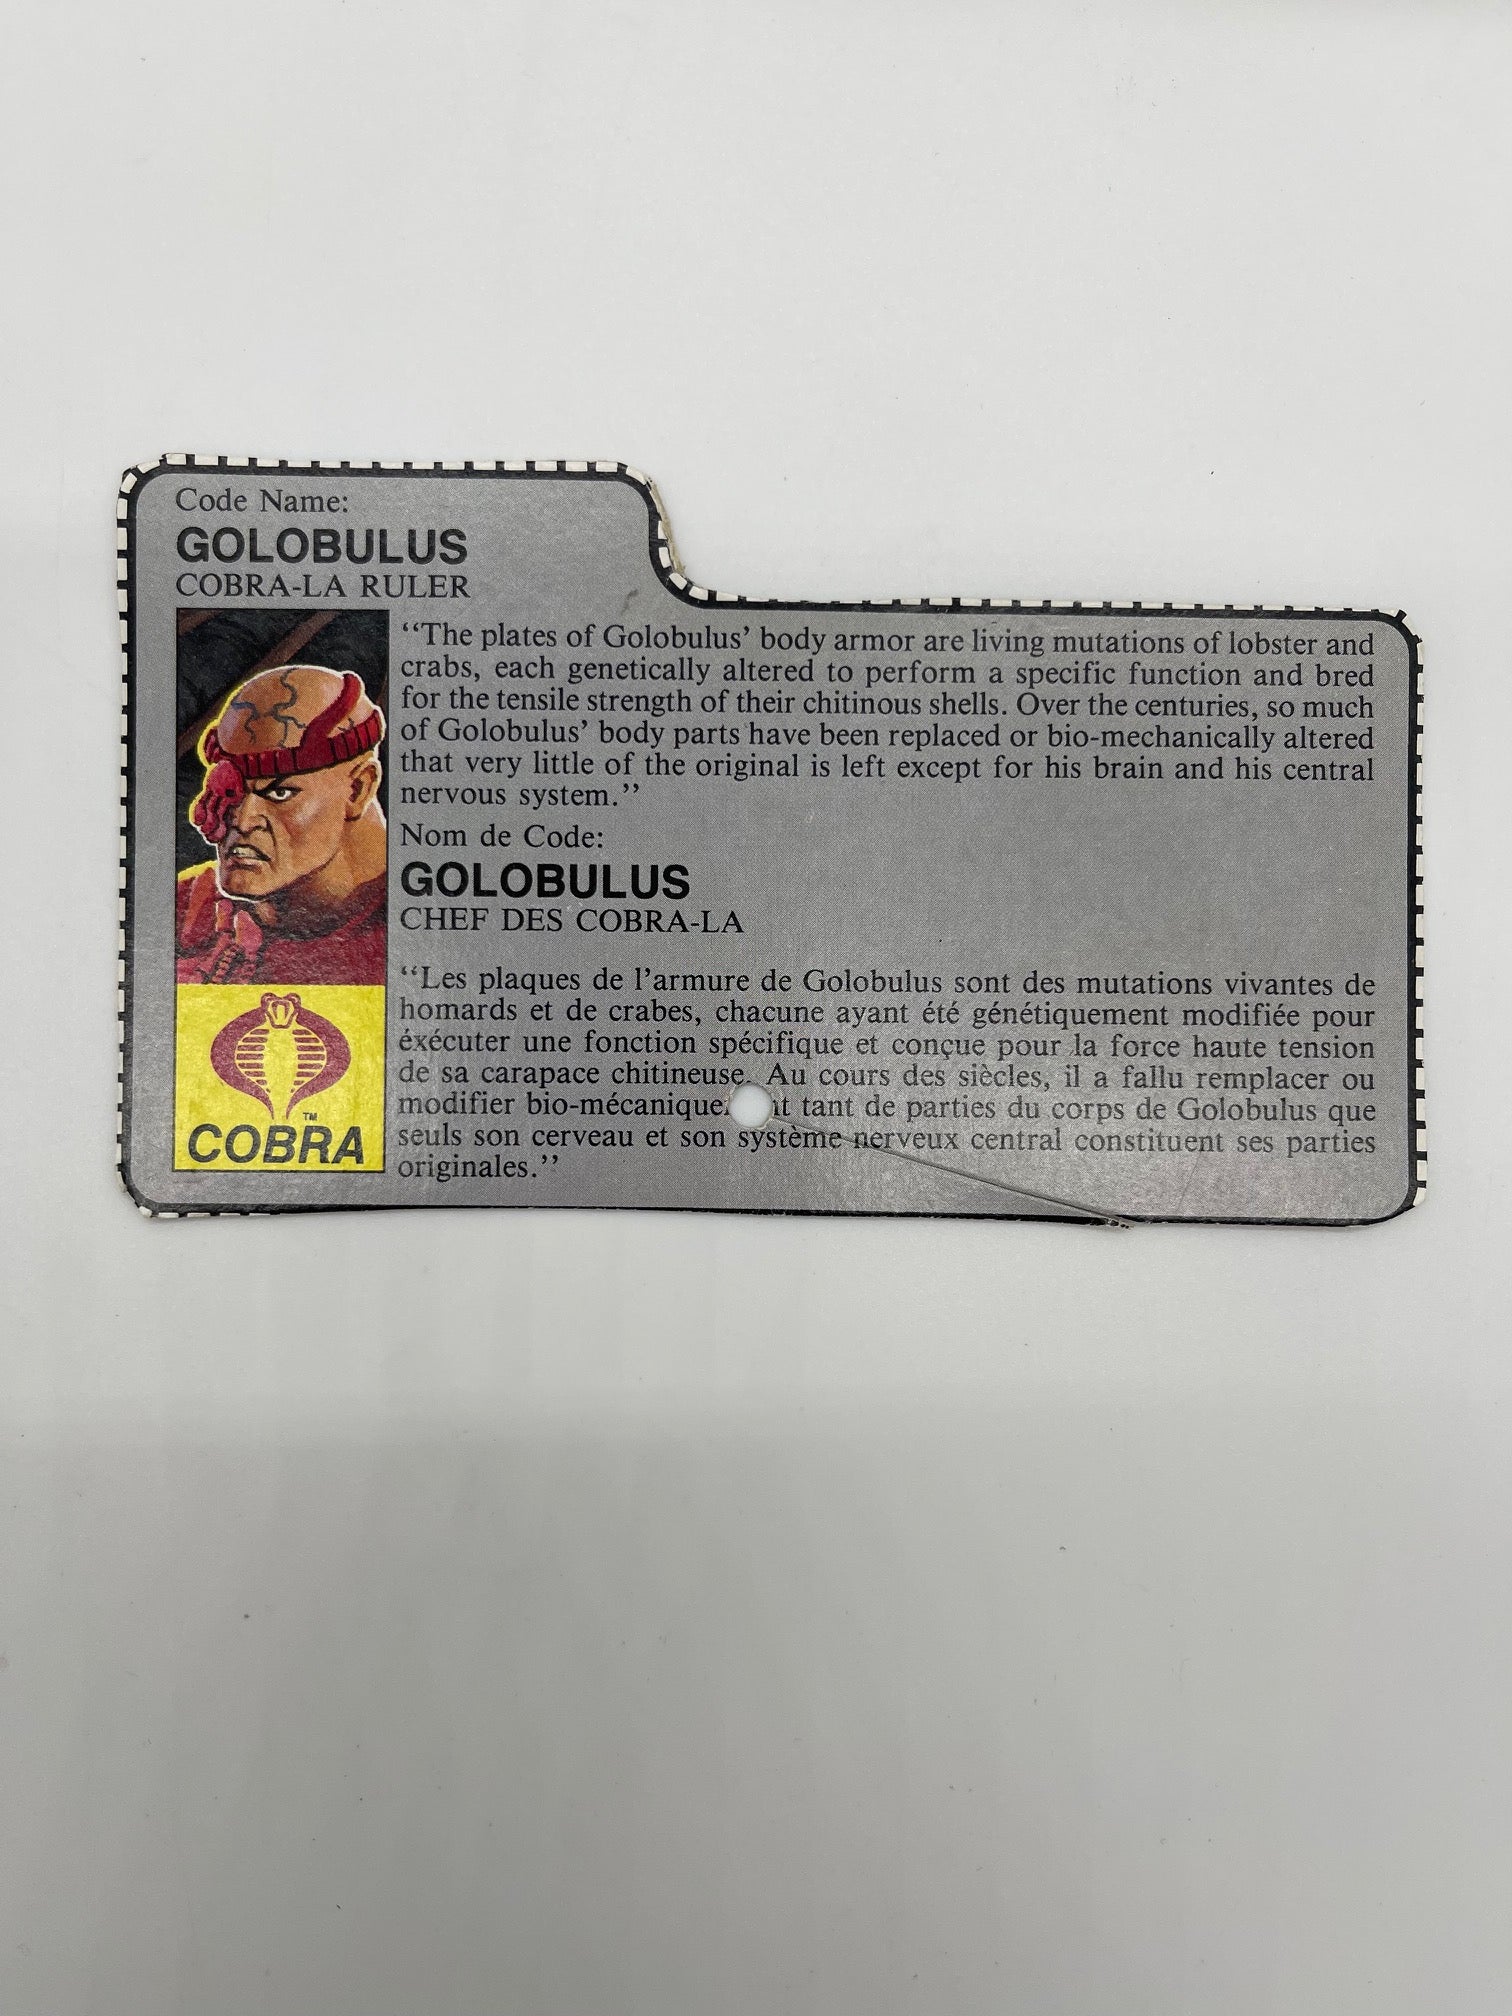 Code Name:
GOLOBULUS
COBRA-LA RULER
“The plates of Golobulus’ body armor are living mutations of lobster and
crabs, each genetically altered to perform a specific function and bred
for the tensile strength of their chitinous shells. Over the centuries, so much
of Golobulus’ body parts have been replaced or bio-mechanically altered
that very little of the original is left except for his brain and his central
nervous system.”
Nom de Code:
GOLOBULUS
CHEF DES COBRA-LA
“Les plaques de l’armure de Golobulus sont des mutations vivantes de
homards et de crabes, chacune ayant été génétiquement modifiée pour
éxécuter une fonction spécifique et conçue pour la force haute tension
de sa carapace chitineuse. Au cours des siècles, il a fallu remplacer ou
modifier tant de parties du corps de Golobulus que
seuls son cerveau et son système nerveux central constituent ses parties
originales.”
TM
COBRA